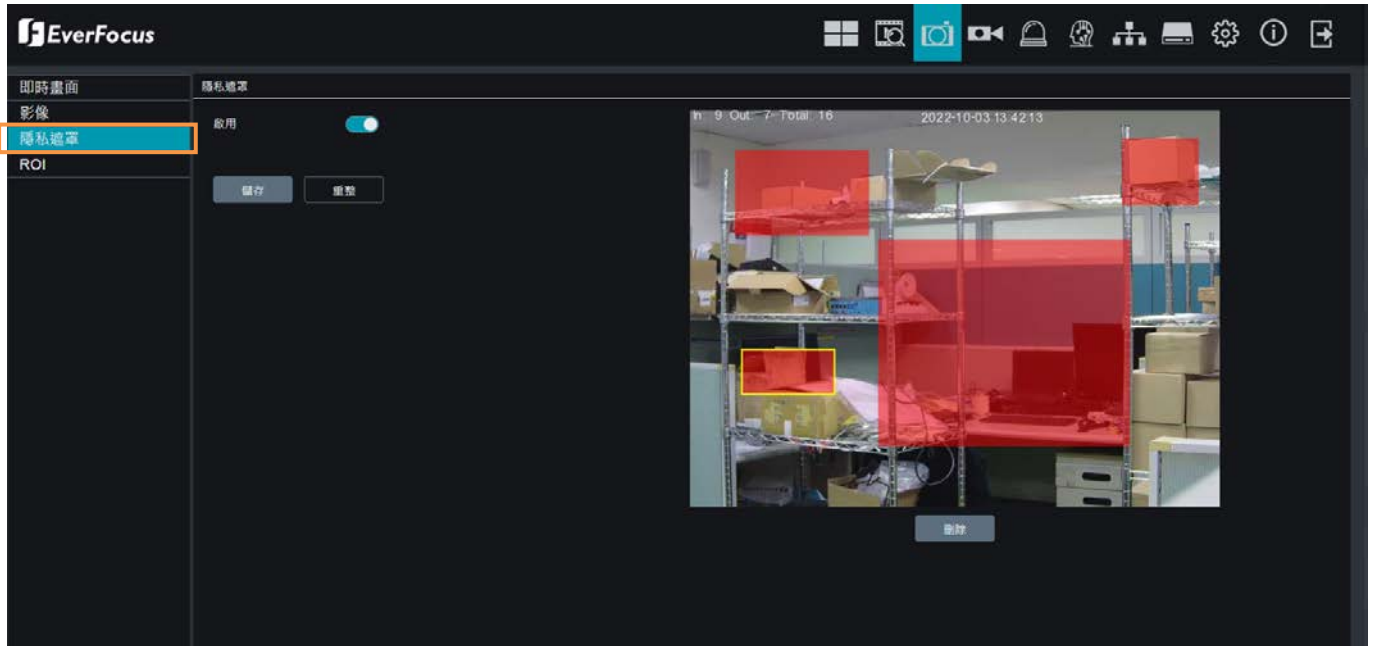 EverFocus
即時畫面
影像
隱私遮罩
ROI
隱私遮罩
啟用
儲存
重整
In: 9 Out: 7 Total: 16
2022-10-03 13:42:13
刪除